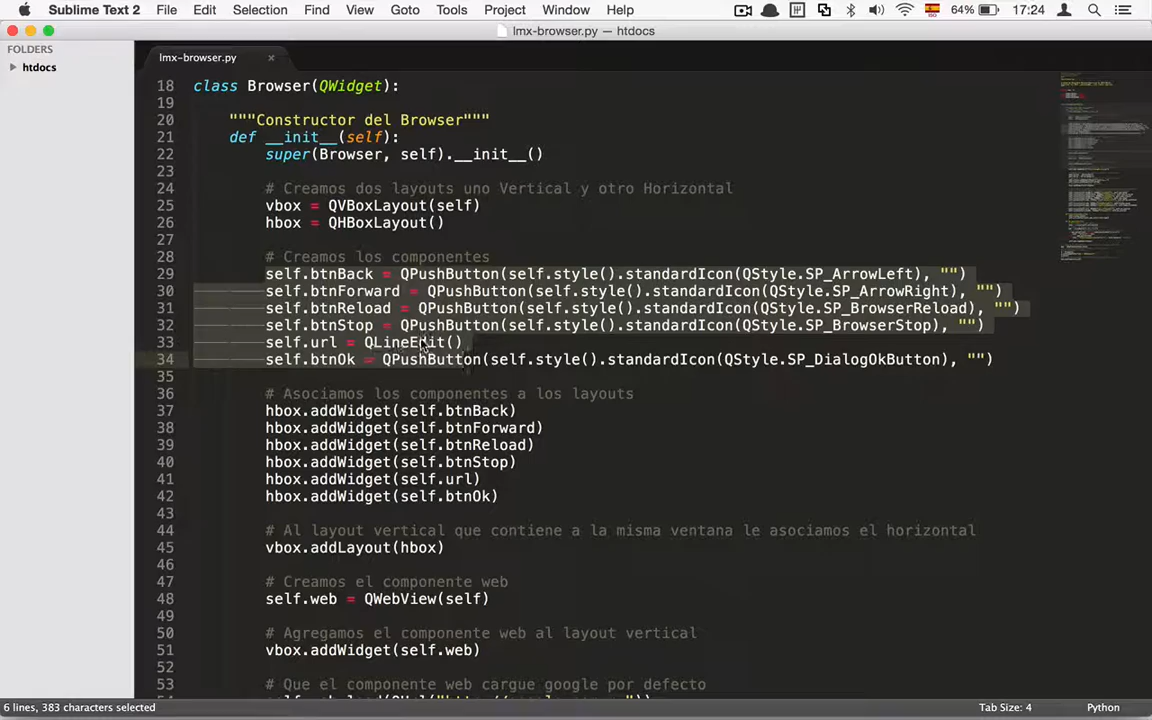 Sublime Text 2 File Edit Selection Find View Goto Tools Project Window Help 64% 17:24
lmx-browser.py — htdocs
FOLDERS
htdocs
lmx-browser.py ×
18 class Browser(QWidget):
19
20 """Constructor del Browser"""
21 def __init__(self):
22 super(Browser, self).__init__()
23
24 # Creamos dos layouts uno Vertical y otro Horizontal
25 vbox = QVBoxLayout(self)
26 hbox = QHBoxLayout()
27
28 # Creamos los componentes
29 self.btnBack = QPushButton(self.style().standardIcon(QStyle.SP_ArrowLeft), "")
30 self.btnForward = QPushButton(self.style().standardIcon(QStyle.SP_ArrowRight), "")
31 self.btnReload = QPushButton(self.style().standardIcon(QStyle.SP_BrowserReload), "")
32 self.btnStop = QPushButton(self.style().standardIcon(QStyle.SP_BrowserStop), "")
33 self.url = QLineEdit()
34 self.btnOk = QPushButton(self.style().standardIcon(QStyle.SP_DialogOkButton), "")
35
36 # Asociamos los componentes a los layouts
37 hbox.addWidget(self.btnBack)
38 hbox.addWidget(self.btnForward)
39 hbox.addWidget(self.btnReload)
40 hbox.addWidget(self.btnStop)
41 hbox.addWidget(self.url)
42 hbox.addWidget(self.btnOk)
43
44 # Al layout vertical que contiene a la misma ventana le asociamos el horizontal
45 vbox.addLayout(hbox)
46
47 # Creamos el componente web
48 self.web = QWebView(self)
49
50 # Agregamos el componente web al layout vertical
51 vbox.addWidget(self.web)
52
53 # Que el componente web cargue google por defecto
6 lines, 383 characters selected Tab Size: 4 Python